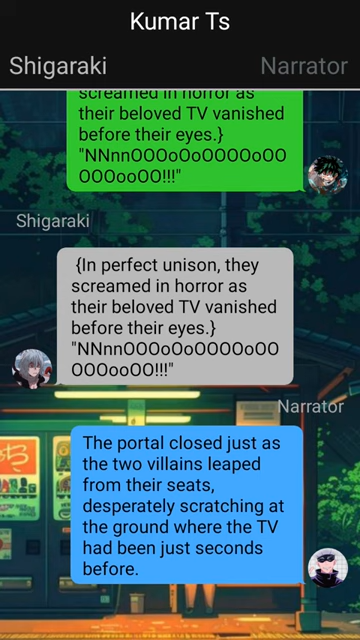 Kumar Ts
Shigaraki
Narrator
screamed in horror as
their beloved TV vanished
before their eyes.}
"NNnnOOOoOoOOOOoOO
OOOooOO!!!"
Shigaraki
{In perfect unison, they
screamed in horror as
their beloved TV vanished
before their eyes.}
"NNnnOOOoOoOOOOoOO
OOOooOO!!!"
Narrator
The portal closed just as
the two villains leaped
from their seats,
desperately scratching at
the ground where the TV
had been just seconds
before.